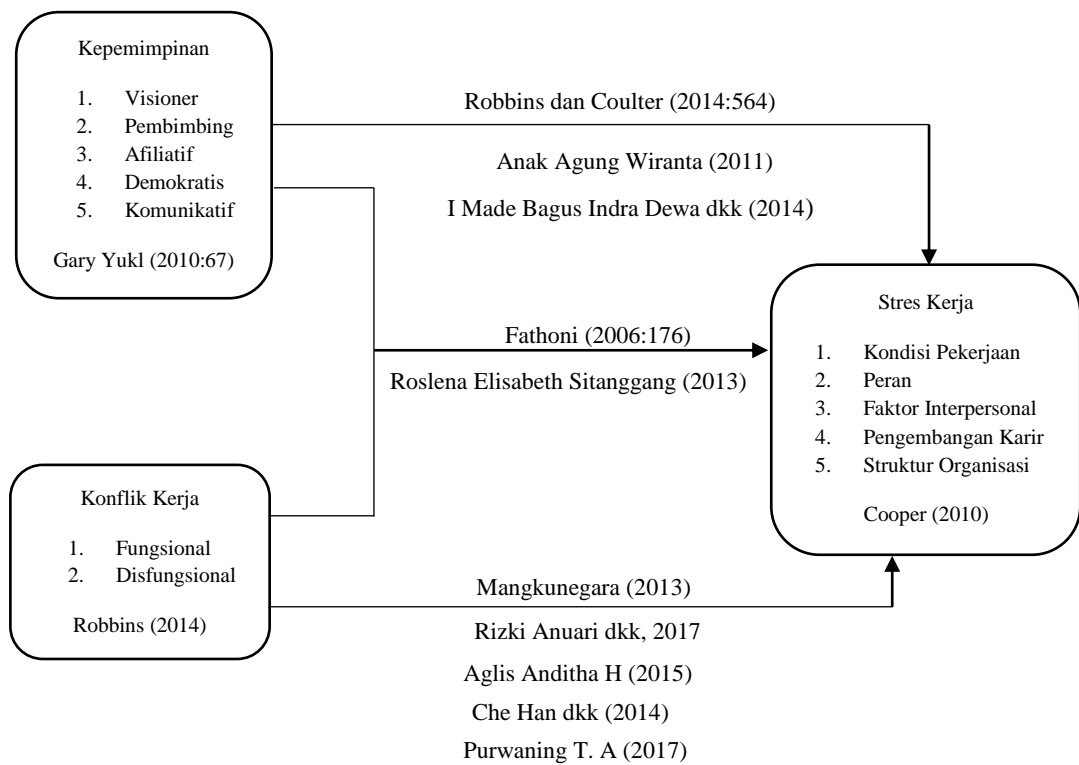 Kepemimpinan
1. Visioner
2. Pembimbing
3. Afiliatif
4. Demokratis
5. Komunikatif
Gary Yukl (2010:67)
Robbins dan Coulter (2014:564)
Anak Agung Wiranta (2011)
I Made Bagus Indra Dewa dkk (2014)
Fathoni (2006:176)
Roslena Elisabeth Sitanggang (2013)
Stres Kerja
1. Kondisi Pekerjaan
2. Peran
3. Faktor Interpersonal
4. Pengembangan Karir
5. Struktur Organisasi
Cooper (2010)
Konflik Kerja
1. Fungsional
2. Disfungsional
Robbins (2014)
Mangkunegara (2013)
Rizki Anuari dkk, 2017
Aglis Anditha H (2015)
Che Han dkk (2014)
Purwaning T. A (2017)